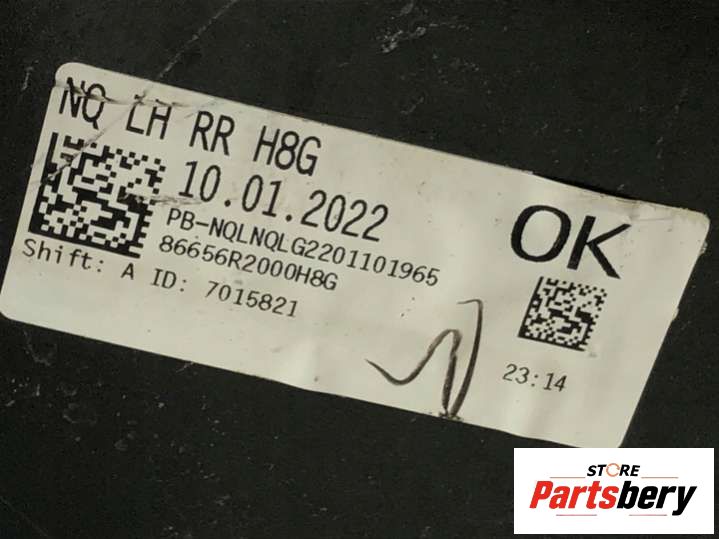 NQ LH RR H8G
10.01.2022
PB-NQLNQLG2201101965
86656R2000H8G
Shift: A ID: 7015821
OK
23:14
STORE
Partsbery